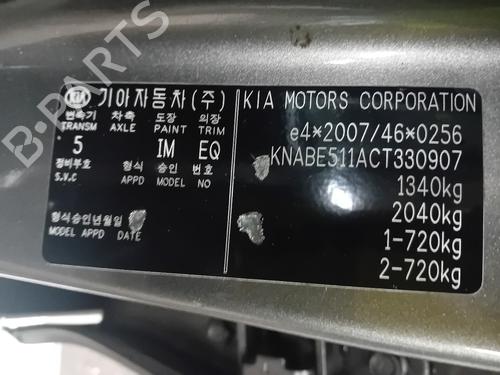 B-PARTS
KIA 기아자동차(주)
변속기 차축 도장 의장
TRANSM AXLE PAINT TRIM
5 IM EQ
정비부호 형식 승인 번호
S.V.C APPD MODEL NO
형식승인년월일
MODEL APPD DATE
KIA MOTORS CORPORATION
e4*2007/46*0256
KNABE511ACT330907
1340kg
2040kg
1-720kg
2-720kg